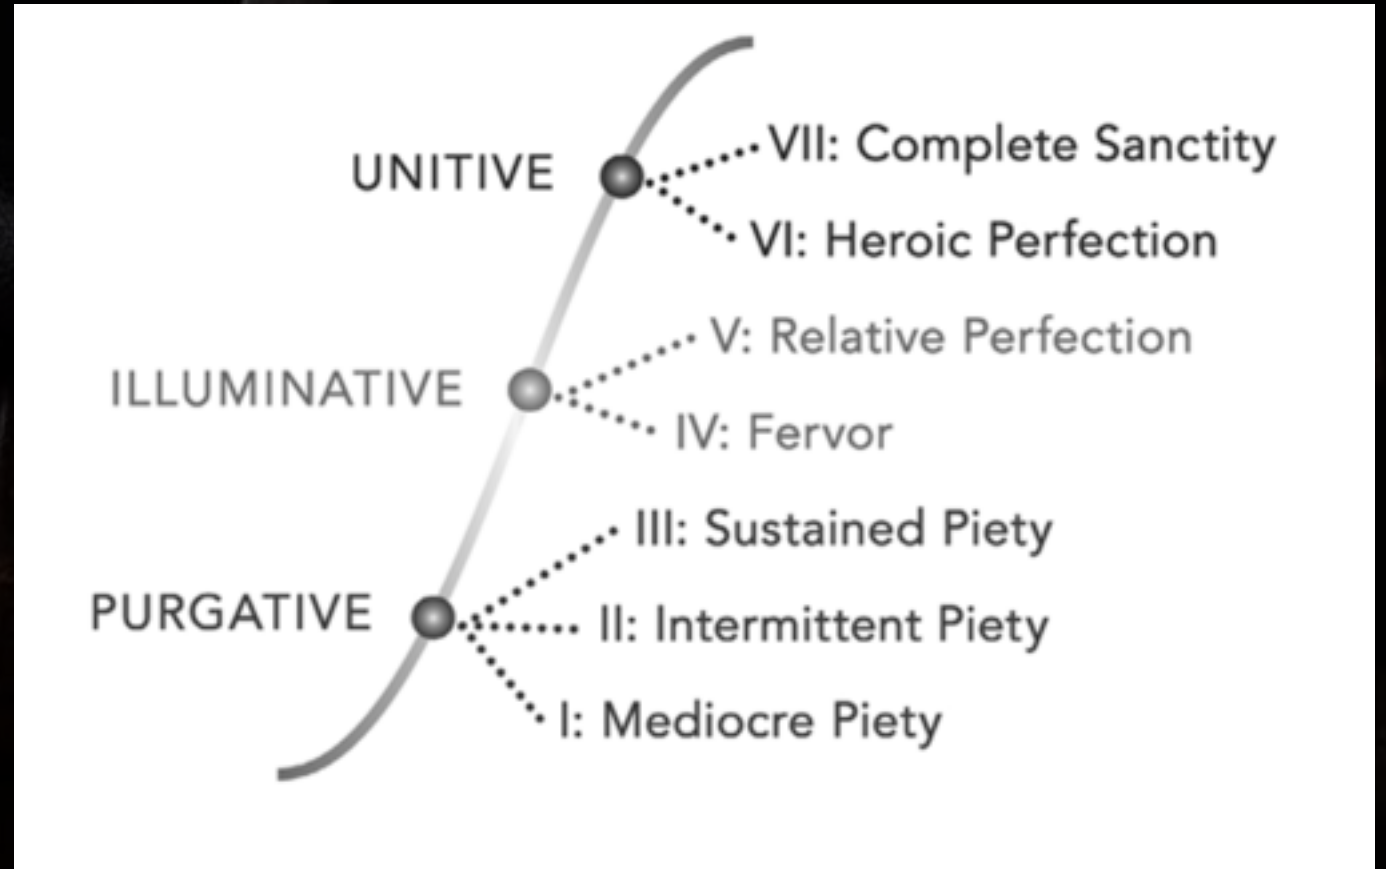 UNITIVE
VII: Complete Sanctity
VI: Heroic Perfection
ILLUMINATIVE
V: Relative Perfection
IV: Fervor
PURGATIVE
III: Sustained Piety
II: Intermittent Piety
I: Mediocre Piety